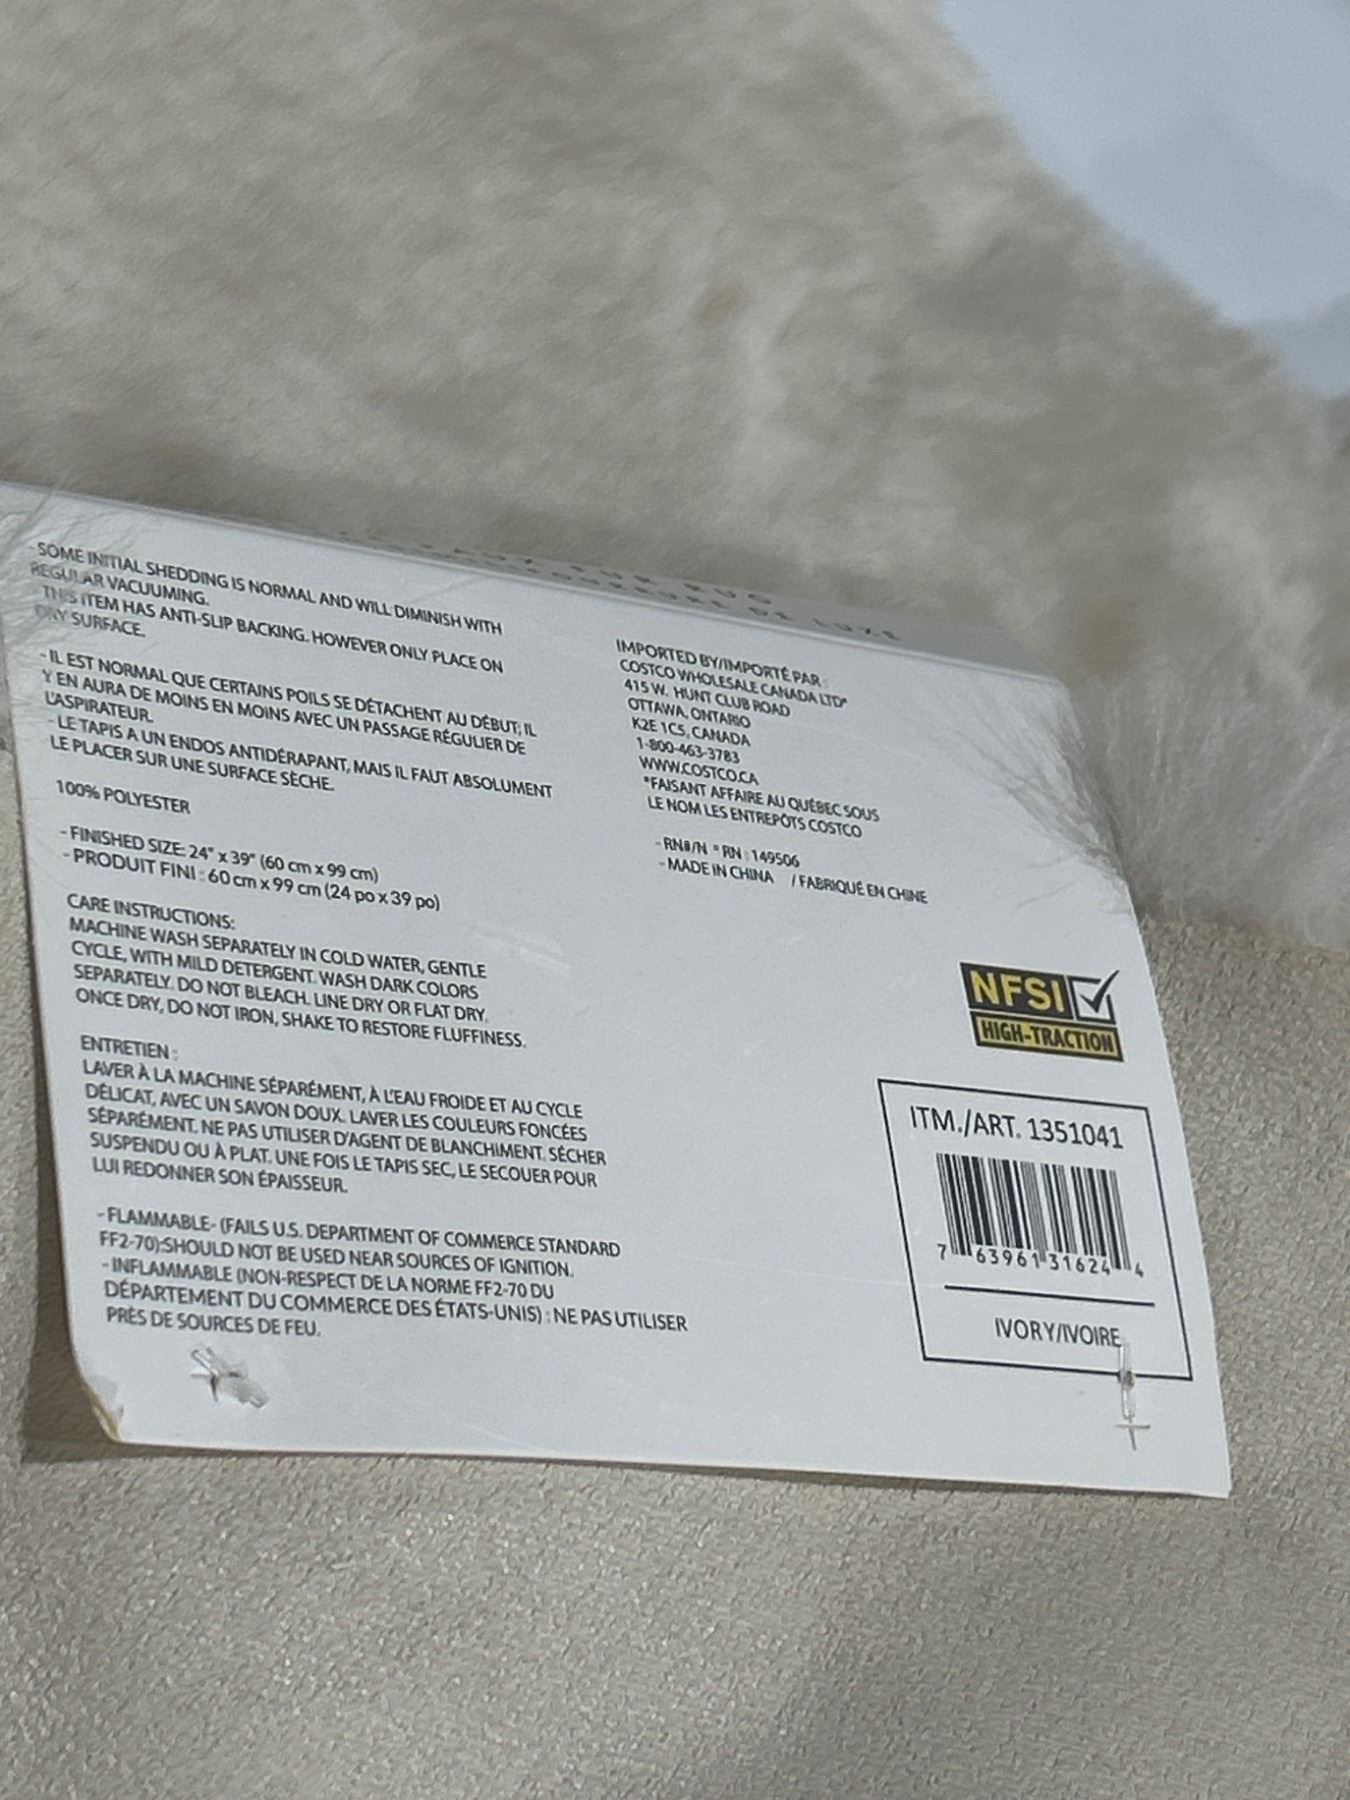 FAUX FUR RUG
- SOME INITIAL SHEDDING IS NORMAL AND WILL DIMINISH WITH
REGULAR VACUUMING.
THIS ITEM HAS ANTI-SLIP BACKING. HOWEVER ONLY PLACE ON
DRY SURFACE.
- IL EST NORMAL QUE CERTAINS POILS SE DÉTACHENT AU DÉBUT; IL
Y EN AURA DE MOINS EN MOINS AVEC UN PASSAGE RÉGULIER DE
L'ASPIRATEUR.
- LE TAPIS A UN ENDOS ANTIDÉRAPANT, MAIS IL FAUT ABSOLUMENT
LE PLACER SUR UNE SURFACE SÈCHE.
100% POLYESTER
- FINISHED SIZE: 24" x 39" (60 cm x 99 cm)
- PRODUIT FINI : 60 cm x 99 cm (24 po x 39 po)
CARE INSTRUCTIONS:
MACHINE WASH SEPARATELY IN COLD WATER, GENTLE
CYCLE, WITH MILD DETERGENT. WASH DARK COLORS
SEPARATELY. DO NOT BLEACH. LINE DRY OR FLAT DRY.
ONCE DRY, DO NOT IRON, SHAKE TO RESTORE FLUFFINESS.
ENTRETIEN :
LAVER À LA MACHINE SÉPARÉMENT, À L'EAU FROIDE ET AU CYCLE
DÉLICAT, AVEC UN SAVON DOUX. LAVER LES COULEURS FONCÉES
SÉPARÉMENT. NE PAS UTILISER D'AGENT DE BLANCHIMENT. SÉCHER
SUSPENDU OU À PLAT. UNE FOIS LE TAPIS SEC, LE SECOUER POUR
LUI REDONNER SON ÉPAISSEUR.
- FLAMMABLE- (FAILS U.S. DEPARTMENT OF COMMERCE STANDARD
FF2-70):SHOULD NOT BE USED NEAR SOURCES OF IGNITION.
- INFLAMMABLE (NON-RESPECT DE LA NORME FF2-70 DU
DÉPARTEMENT DU COMMERCE DES ÉTATS-UNIS) : NE PAS UTILISER
PRÈS DE SOURCES DE FEU.
IMPORTED BY/IMPORTÉ PAR :
COSTCO WHOLESALE CANADA LTD*
415 W. HUNT CLUB ROAD
OTTAWA, ONTARIO
K2E 1C5, CANADA
1-800-463-3783
WWW.COSTCO.CA
*FAISANT AFFAIRE AU QUÉBEC SOUS
LE NOM LES ENTREPÔTS COSTCO
- RN#/N ° RN : 149506
- MADE IN CHINA / FABRIQUÉ EN CHINE
NFSI
HIGH-TRACTION
ITM./ART. 1351041
7 63961 31624 4
IVORY/IVOIRE